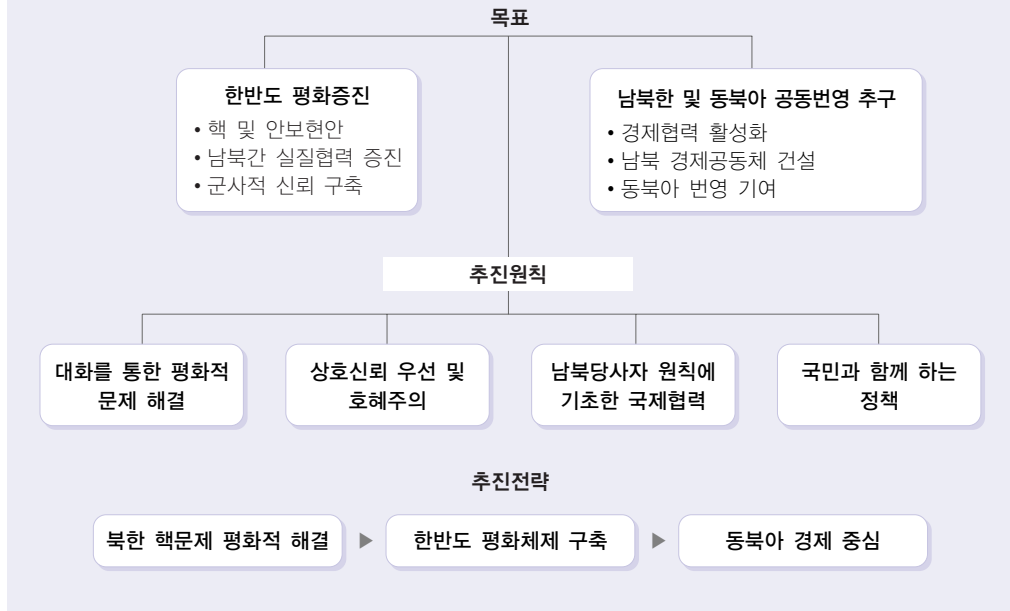 목표
한반도 평화증진
• 핵 및 안보현안
• 남북간 실질협력 증진
• 군사적 신뢰 구축
남북한 및 동북아 공동번영 추구
• 경제협력 활성화
• 남북 경제공동체 건설
• 동북아 번영 기여
추진원칙
대화를 통한 평화적
문제 해결
상호신뢰 우선 및
호혜주의
남북당사자 원칙에
기초한 국제협력
국민과 함께 하는
정책
추진전략
북한 핵문제 평화적 해결 ▶ 한반도 평화체제 구축 ▶ 동북아 경제 중심